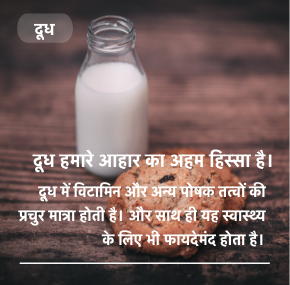 दूध
दूध हमारे आहार का अहम हिस्सा है।
दूध में विटामिन और अन्य पोषक तत्वों की
प्रचुर मात्रा होती है। और साथ ही यह स्वास्थ्य
के लिए भी फायदेमंद होता है।